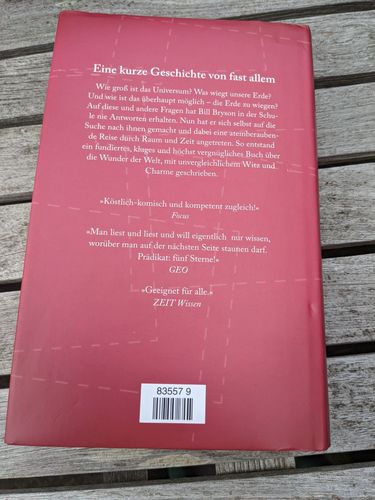 Eine kurze Geschichte von fast allem
Wie groß ist das Universum? Was wiegt unsere Erde?
Und wie ist das überhaupt möglich – die Erde zu wiegen?
Auf diese und andere Fragen hat Bill Bryson in der Schu-
le nie Antworten erhalten. Nun hat er sich selbst auf die
Suche nach ihnen gemacht und dabei eine atemberauben-
de Reise durch Raum und Zeit angetreten. So entstand
ein fundiertes, kluges und höchst vergnügliches Buch über
die Wunder der Welt, mit unvergleichlichem Witz und
Charme geschrieben.
»Köstlich-komisch und kompetent zugleich!«
Focus
»Man liest und liest und will eigentlich nur wissen,
worüber man auf der nächsten Seite staunen darf.
Prädikat: fünf Sterne!«
GEO
»Geeignet für alle.«
ZEIT Wissen
83557 9